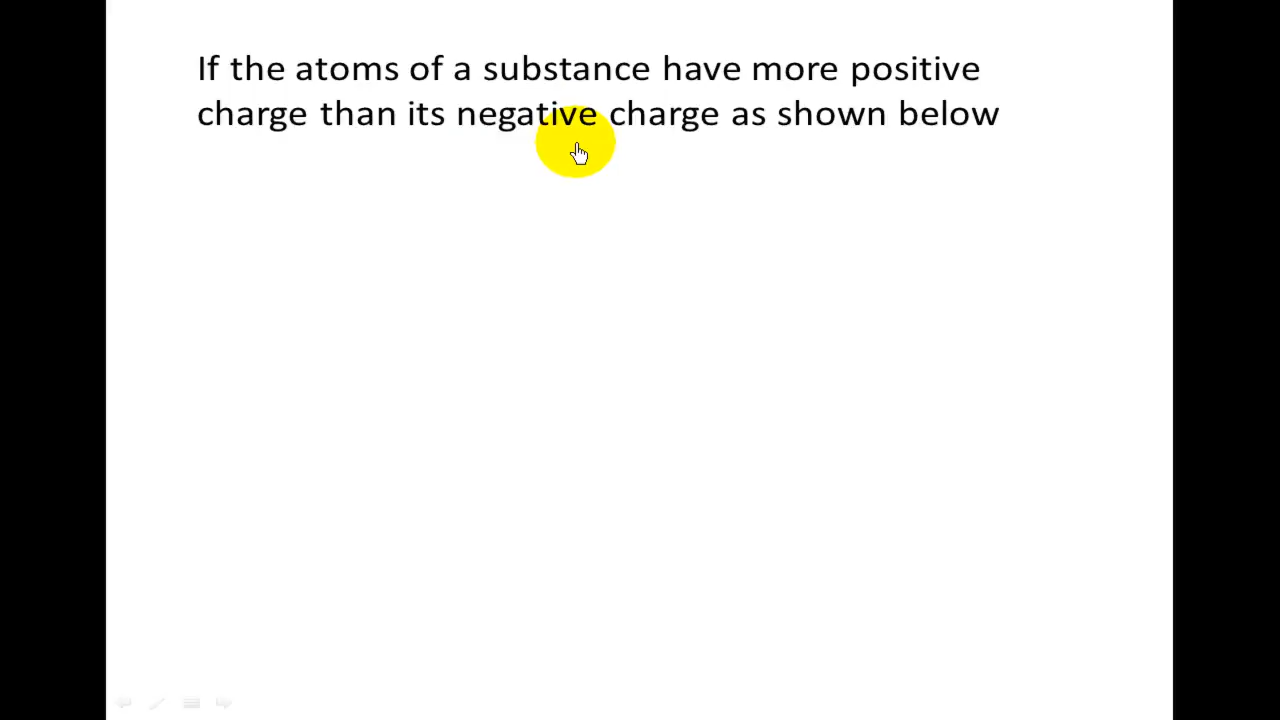 If the atoms of a substance have more positive
charge than its negative charge as shown below